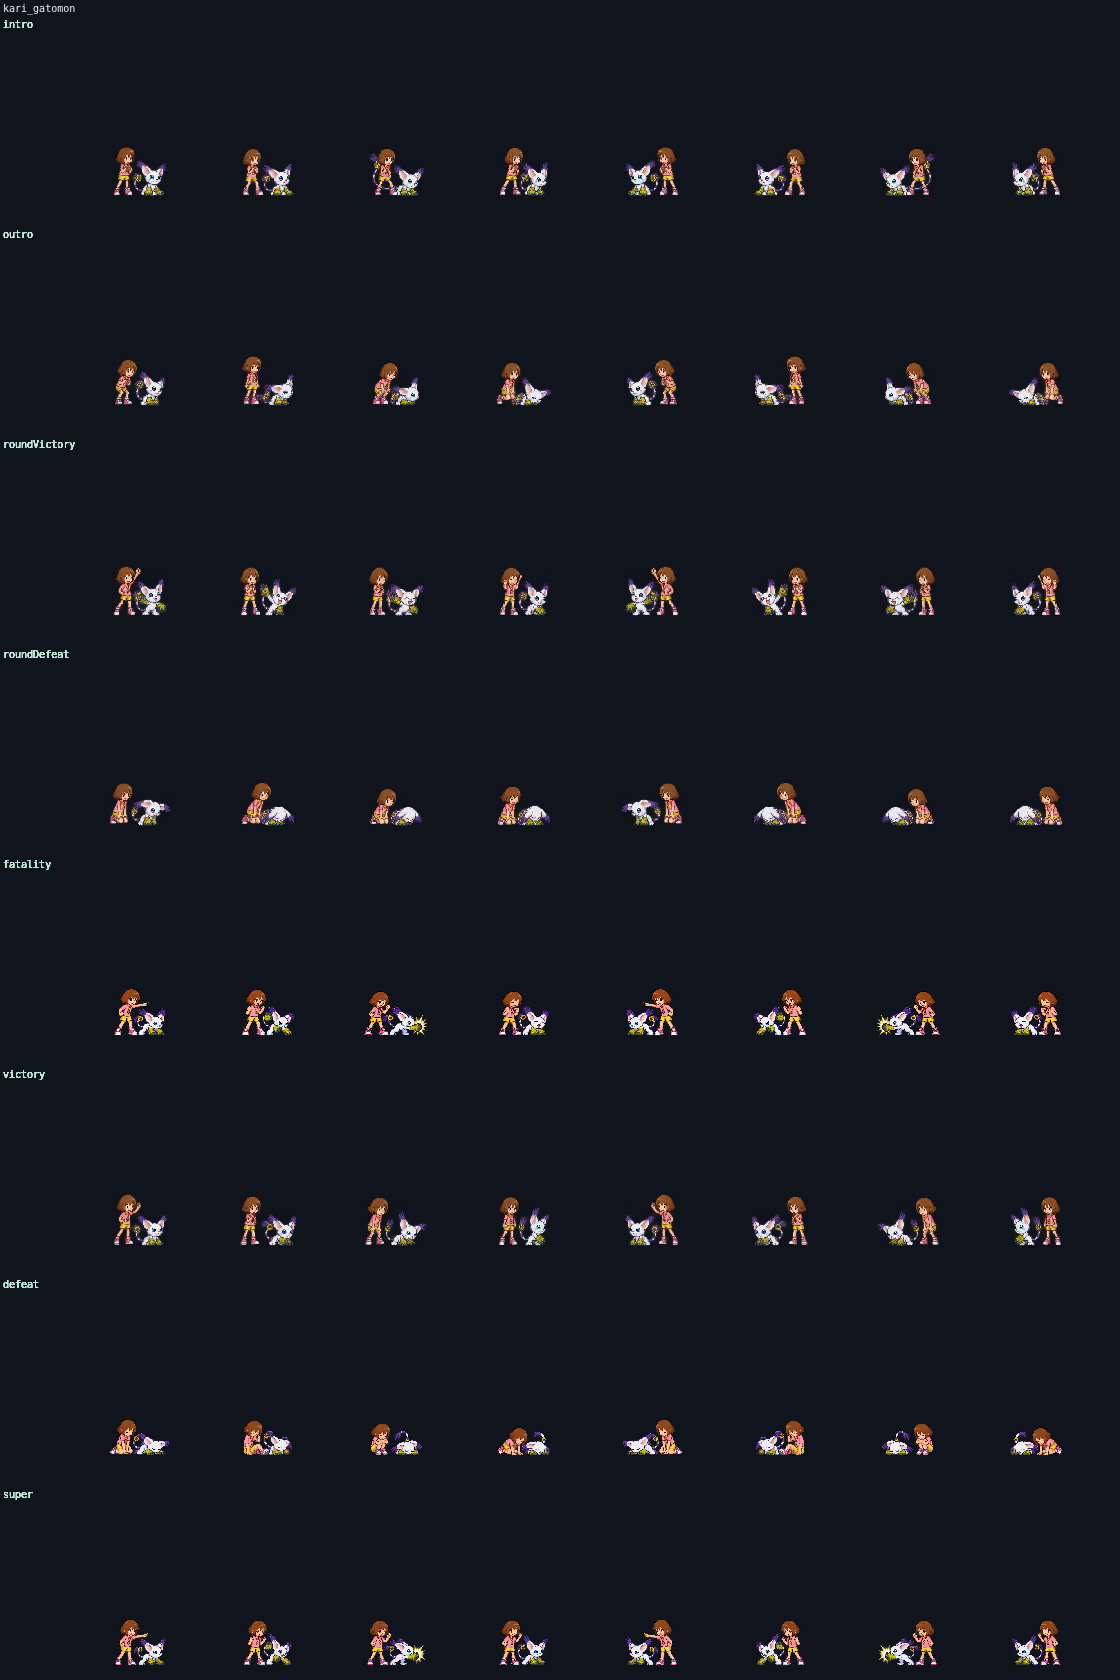 kari_gatomon
intro
outro
roundVictory
roundDefeat
fatality
victory
defeat
super